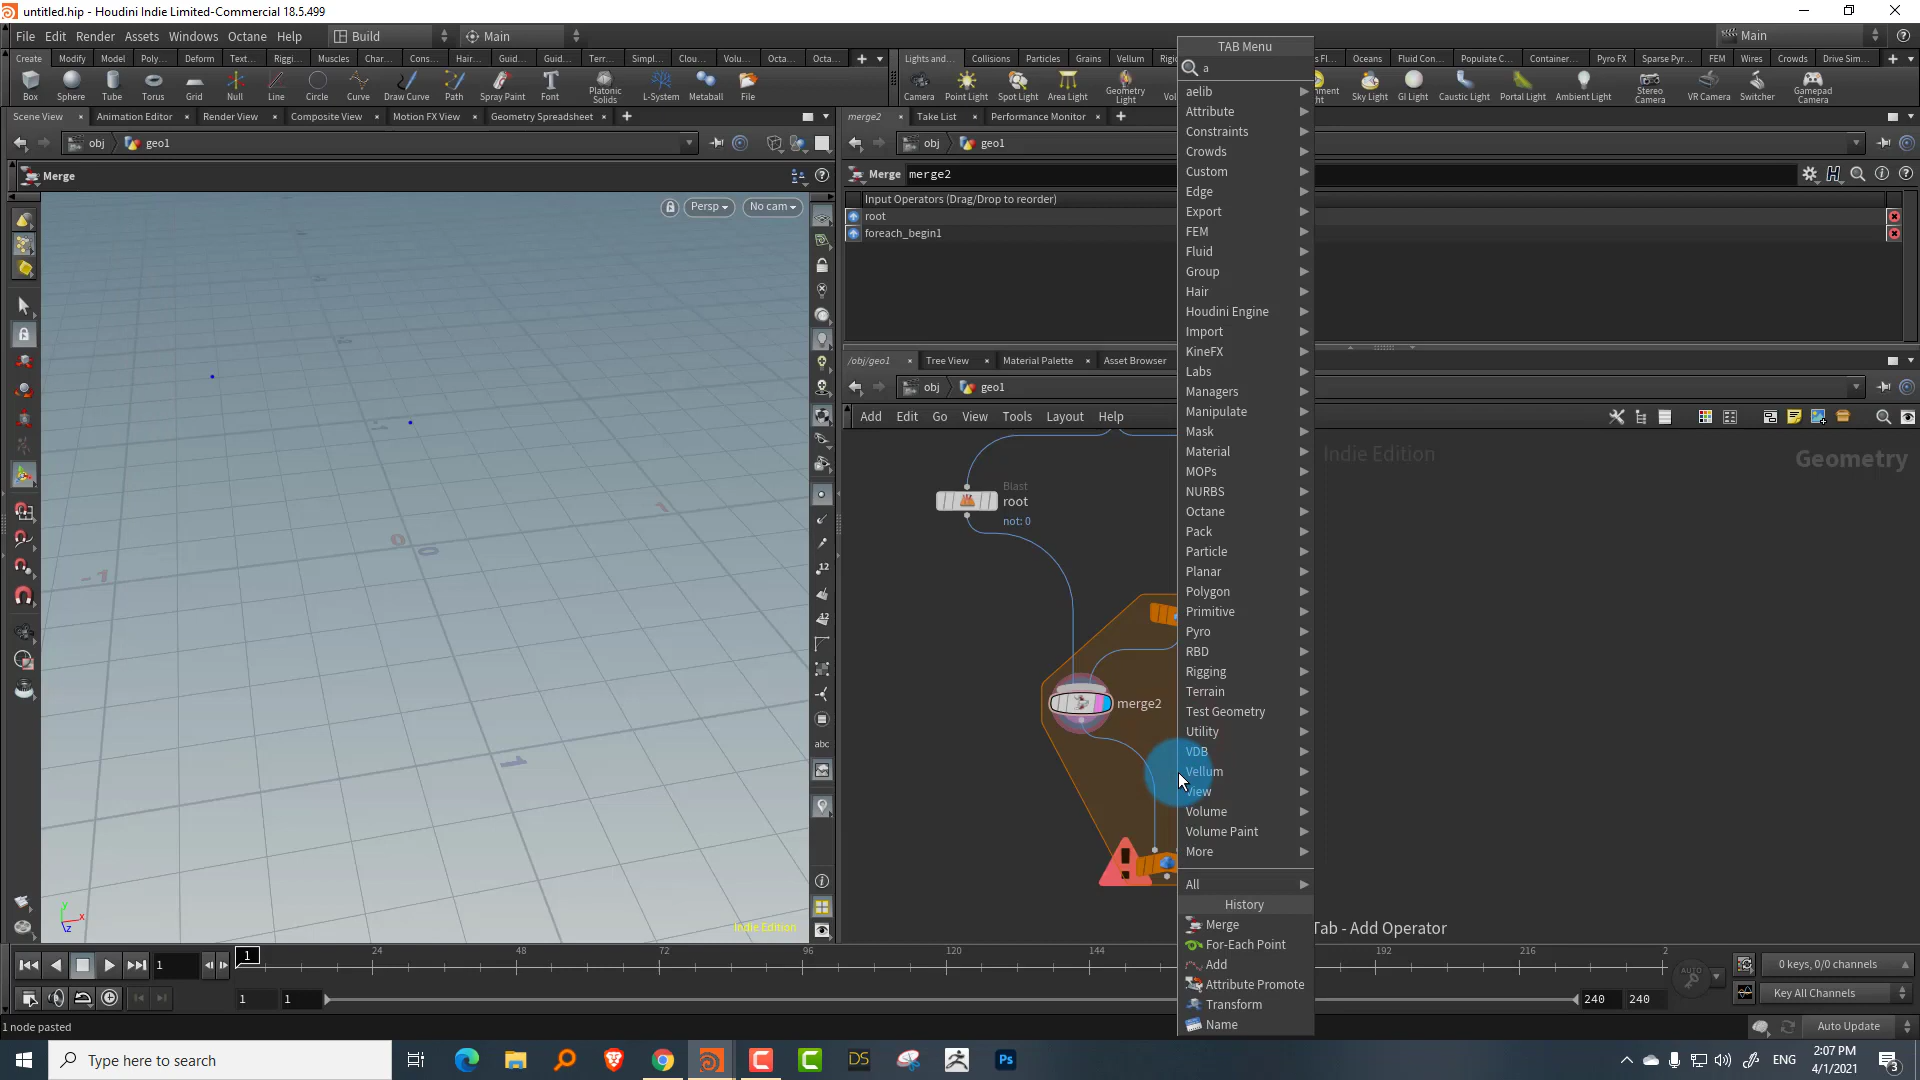 untitled.hip - Houdini Indie Limited-Commercial 18.5.499
File Edit Render Assets Windows Octane Help Build Main Main
Create Modify Model Poly... Deform Text... Riggi... Muscles Char... Cons... Hair... Guid... Guid... Terr... Simpl... Clou... Volu... Octa... Octa...
Lights and... Collisions Particles Grains Vellum Oceans Fluid Con... Populate C... Container... Pyro FX Sparse Pyr... FEM Wires Crowds Drive Sim...
Box Sphere Tube Torus Grid Null Line Circle Curve Draw Curve Path Spray Paint Font Platonic Solids L-System Metaball File
Camera Point Light Spot Light Area Light Geometry Light Sky Light GI Light Caustic Light Portal Light Ambient Light Stereo Camera VR Camera Switcher Gamepad Camera
Scene View Animation Editor Render View Composite View Motion FX View Geometry Spreadsheet
merge2 Take List Performance Monitor
obj geo1
obj geo1
Merge
Merge merge2
Persp No cam
Input Operators (Drag/Drop to reorder)
root
foreach_begin1
/obj/geo1 Tree View Material Palette Asset Browser
obj geo1
Add Edit Go View Tools Layout Help
Indie Edition
Geometry
Blast
root
not: 0
merge2
Tab - Add Operator
Indie Edition
TAB Menu
a
aelib
Attribute
Constraints
Crowds
Custom
Edge
Export
FEM
Fluid
Group
Hair
Houdini Engine
Import
KineFX
Labs
Managers
Manipulate
Mask
Material
MOPs
NURBS
Octane
Pack
Particle
Planar
Polygon
Primitive
Pyro
RBD
Rigging
Terrain
Test Geometry
Utility
VDB
Vellum
View
Volume
Volume Paint
More
All
History
Merge
For-Each Point
Add
Attribute Promote
Transform
Name
1 1 24 48 72 96 120 144 192 216 2
0 keys, 0/0 channels
1 1 240 240 Key All Channels
1 node pasted
Auto Update
Type here to search
ENG
2:07 PM
4/1/2021